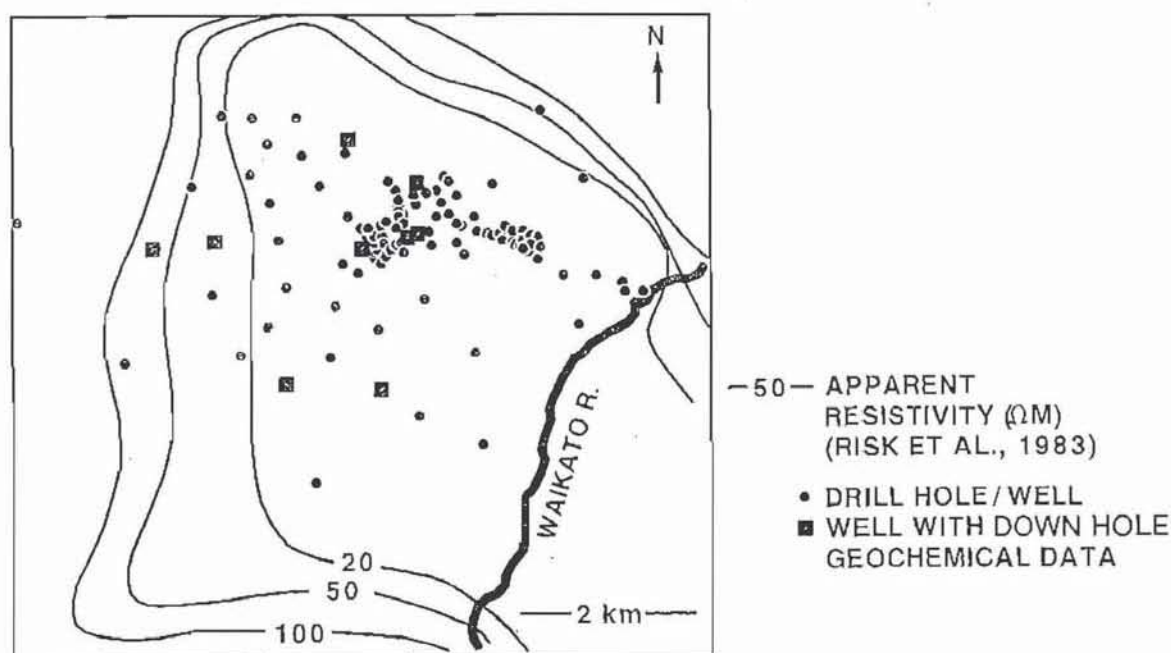 N
WAIKATO R.
20
50
100
2 km
—50— APPARENT
RESISTIVITY (ΩM)
(RISK ET AL., 1983)
• DRILL HOLE / WELL
■ WELL WITH DOWN HOLE
GEOCHEMICAL DATA